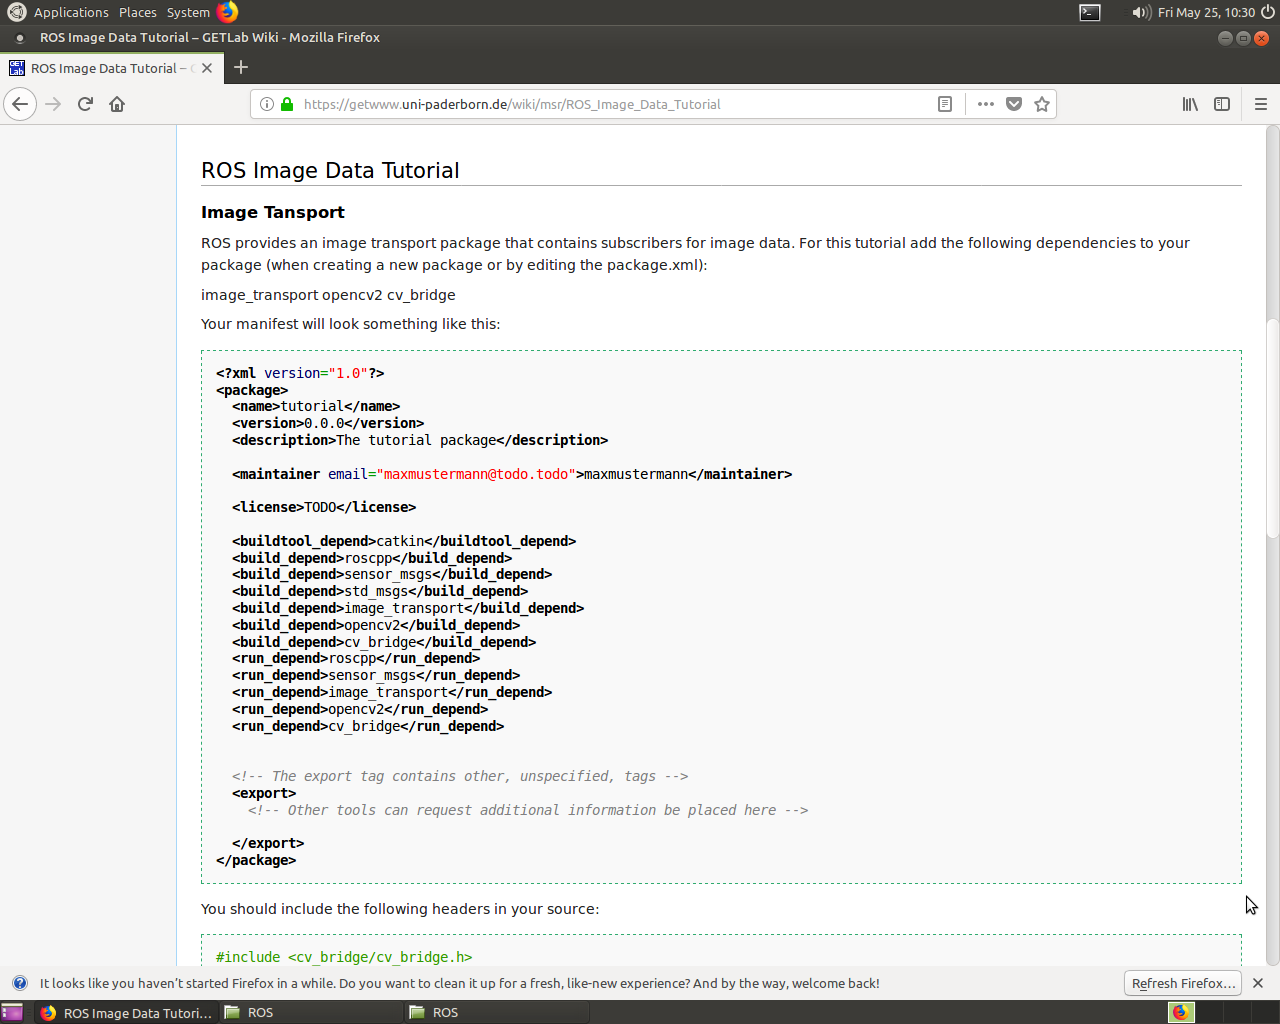 Applications Places System Fri May 25, 10:30
ROS Image Data Tutorial – GETLab Wiki - Mozilla Firefox
GET Lab ROS Image Data Tutorial –
https://getwww.uni-paderborn.de/wiki/msr/ROS_Image_Data_Tutorial
ROS Image Data Tutorial
Image Tansport
ROS provides an image transport package that contains subscribers for image data. For this tutorial add the following dependencies to your
package (when creating a new package or by editing the package.xml):
image_transport opencv2 cv_bridge
Your manifest will look something like this:
<?xml version="1.0"?>
<package>
  <name>tutorial</name>
  <version>0.0.0</version>
  <description>The tutorial package</description>
  <maintainer email="maxmustermann@todo.todo">maxmustermann</maintainer>
  <license>TODO</license>
  <buildtool_depend>catkin</buildtool_depend>
  <build_depend>roscpp</build_depend>
  <build_depend>sensor_msgs</build_depend>
  <build_depend>std_msgs</build_depend>
  <build_depend>image_transport</build_depend>
  <build_depend>opencv2</build_depend>
  <build_depend>cv_bridge</build_depend>
  <run_depend>roscpp</run_depend>
  <run_depend>sensor_msgs</run_depend>
  <run_depend>image_transport</run_depend>
  <run_depend>opencv2</run_depend>
  <run_depend>cv_bridge</run_depend>
  <!-- The export tag contains other, unspecified, tags -->
  <export>
    <!-- Other tools can request additional information be placed here -->
  </export>
</package>
You should include the following headers in your source:
#include <cv_bridge/cv_bridge.h>
It looks like you haven't started Firefox in a while. Do you want to clean it up for a fresh, like-new experience? And by the way, welcome back! Refresh Firefox...
ROS Image Data Tutori... ROS ROS